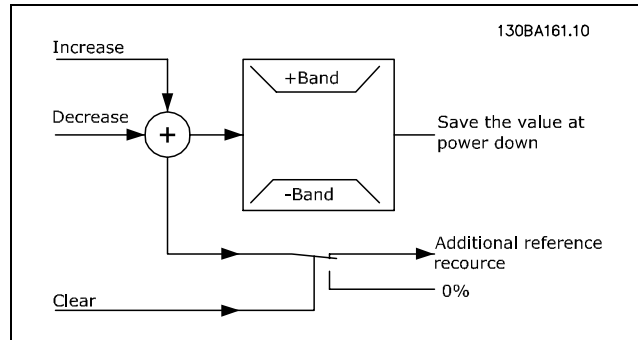 130BA161.10
Increase
+Band
Decrease
+
Save the value at
power down
-Band
Additional reference
recource
0%
Clear